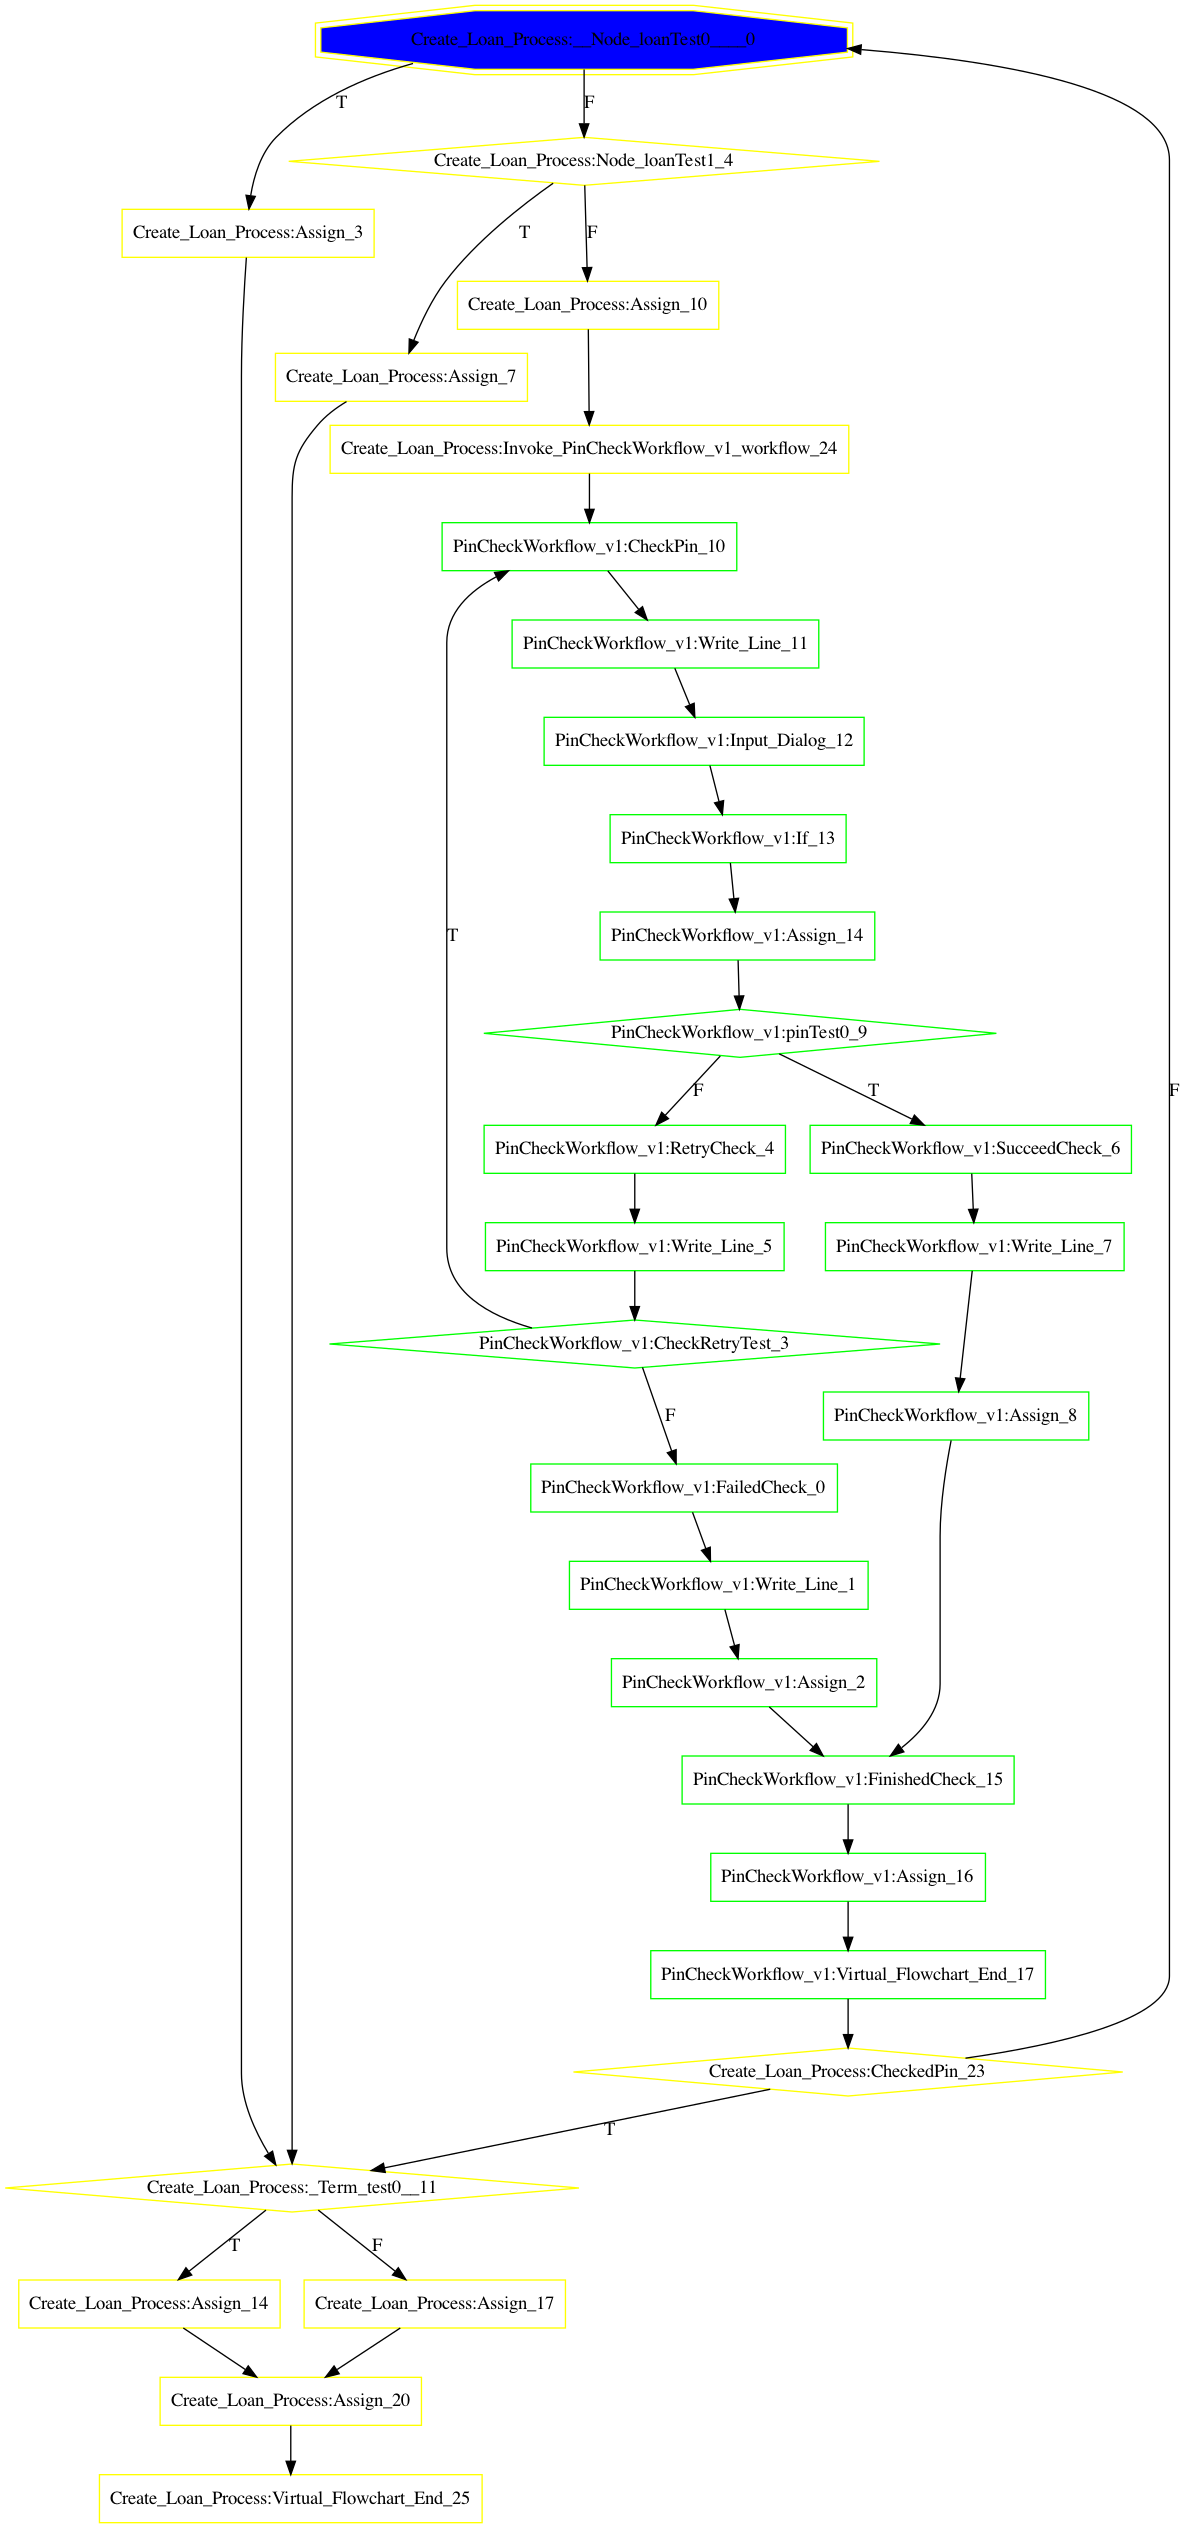 Create_Loan_Process:__Node_loanTest0____0
T
F
Create_Loan_Process:Node_loanTest1_4
Create_Loan_Process:Assign_3
T
F
Create_Loan_Process:Assign_10
Create_Loan_Process:Assign_7
Create_Loan_Process:Invoke_PinCheckWorkflow_v1_workflow_24
PinCheckWorkflow_v1:CheckPin_10
PinCheckWorkflow_v1:Write_Line_11
PinCheckWorkflow_v1:Input_Dialog_12
PinCheckWorkflow_v1:If_13
T
PinCheckWorkflow_v1:Assign_14
PinCheckWorkflow_v1:pinTest0_9
F
T
F
PinCheckWorkflow_v1:RetryCheck_4
PinCheckWorkflow_v1:SucceedCheck_6
PinCheckWorkflow_v1:Write_Line_5
PinCheckWorkflow_v1:Write_Line_7
PinCheckWorkflow_v1:CheckRetryTest_3
F
PinCheckWorkflow_v1:Assign_8
PinCheckWorkflow_v1:FailedCheck_0
PinCheckWorkflow_v1:Write_Line_1
PinCheckWorkflow_v1:Assign_2
PinCheckWorkflow_v1:FinishedCheck_15
PinCheckWorkflow_v1:Assign_16
PinCheckWorkflow_v1:Virtual_Flowchart_End_17
Create_Loan_Process:CheckedPin_23
T
Create_Loan_Process:_Term_test0__11
T
F
Create_Loan_Process:Assign_14
Create_Loan_Process:Assign_17
Create_Loan_Process:Assign_20
Create_Loan_Process:Virtual_Flowchart_End_25